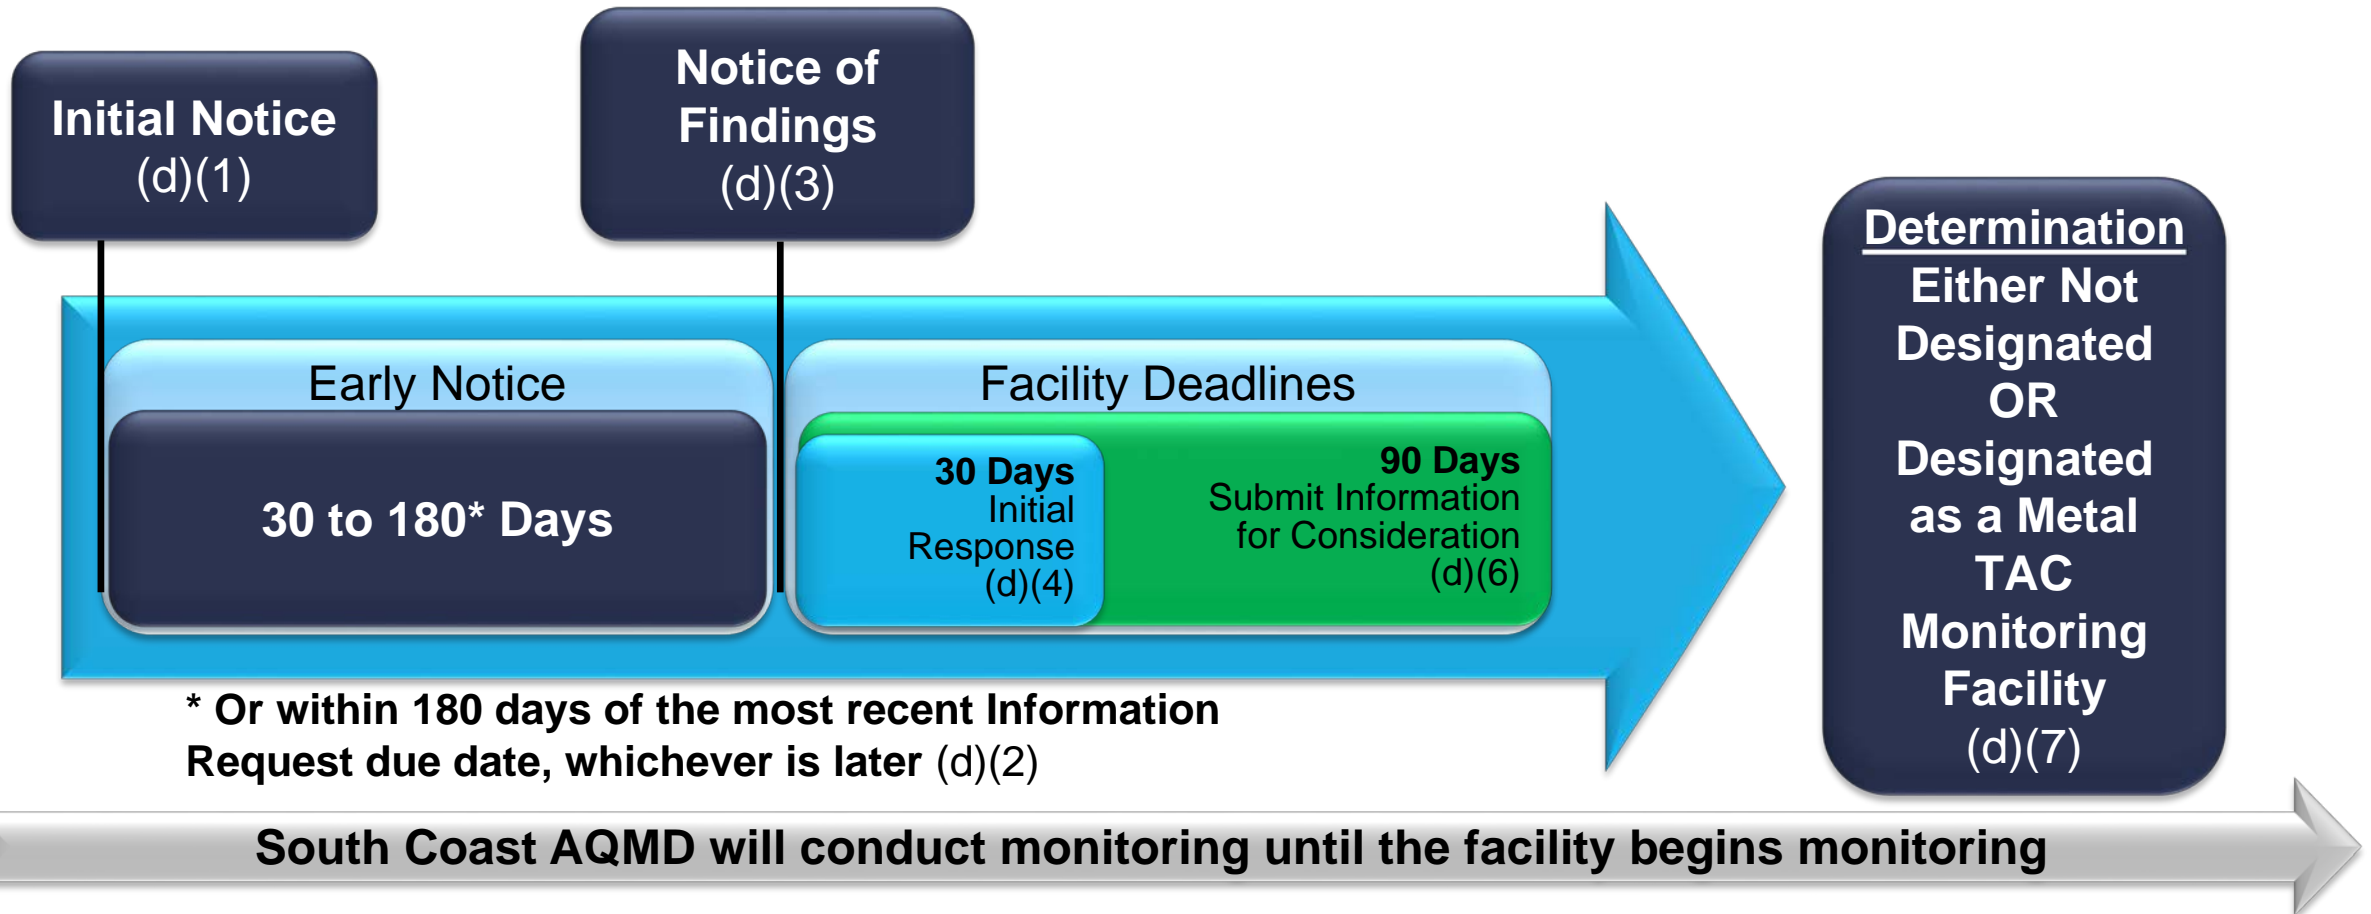 Initial Notice
(d)(1)
Notice of
Findings
(d)(3)
Early Notice
30 to 180* Days
Facility Deadlines
30 Days
Initial
Response
(d)(4)
90 Days
Submit Information
for Consideration
(d)(6)
Determination
Either Not
Designated
OR
Designated
as a Metal
TAC
Monitoring
Facility
(d)(7)
* Or within 180 days of the most recent Information
Request due date, whichever is later (d)(2)
South Coast AQMD will conduct monitoring until the facility begins monitoring